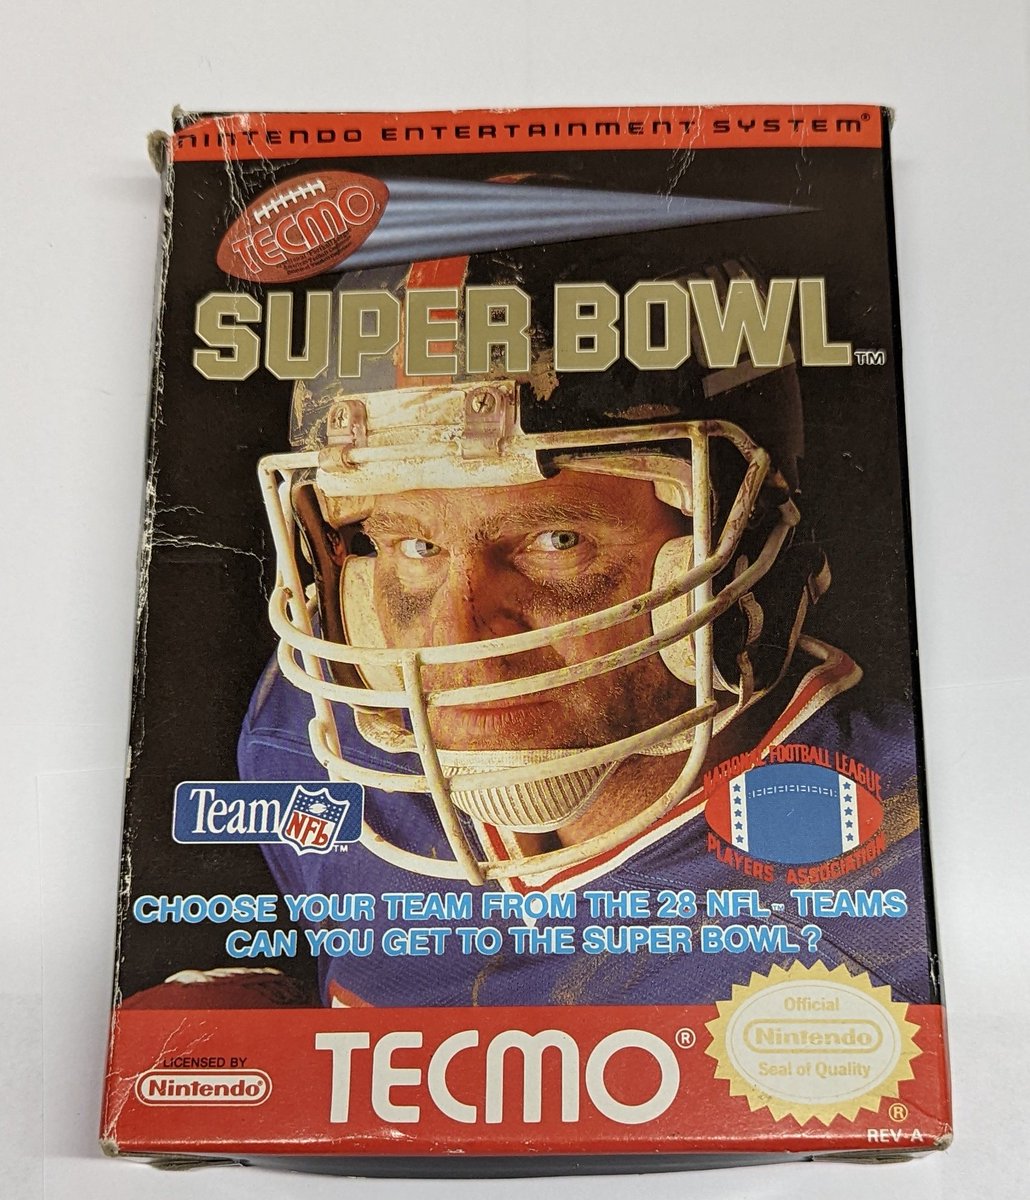 NINTENDO ENTERTAINMENT SYSTEM®
TECMO
SUPER BOWL™
Team NFL™
NATIONAL FOOTBALL LEAGUE
PLAYERS ASSOCIATION
CHOOSE YOUR TEAM FROM THE 28 NFL™ TEAMS
CAN YOU GET TO THE SUPER BOWL?
LICENSED BY
Nintendo®
TECMO®
Official
Nintendo
Seal of Quality
®
REV-A